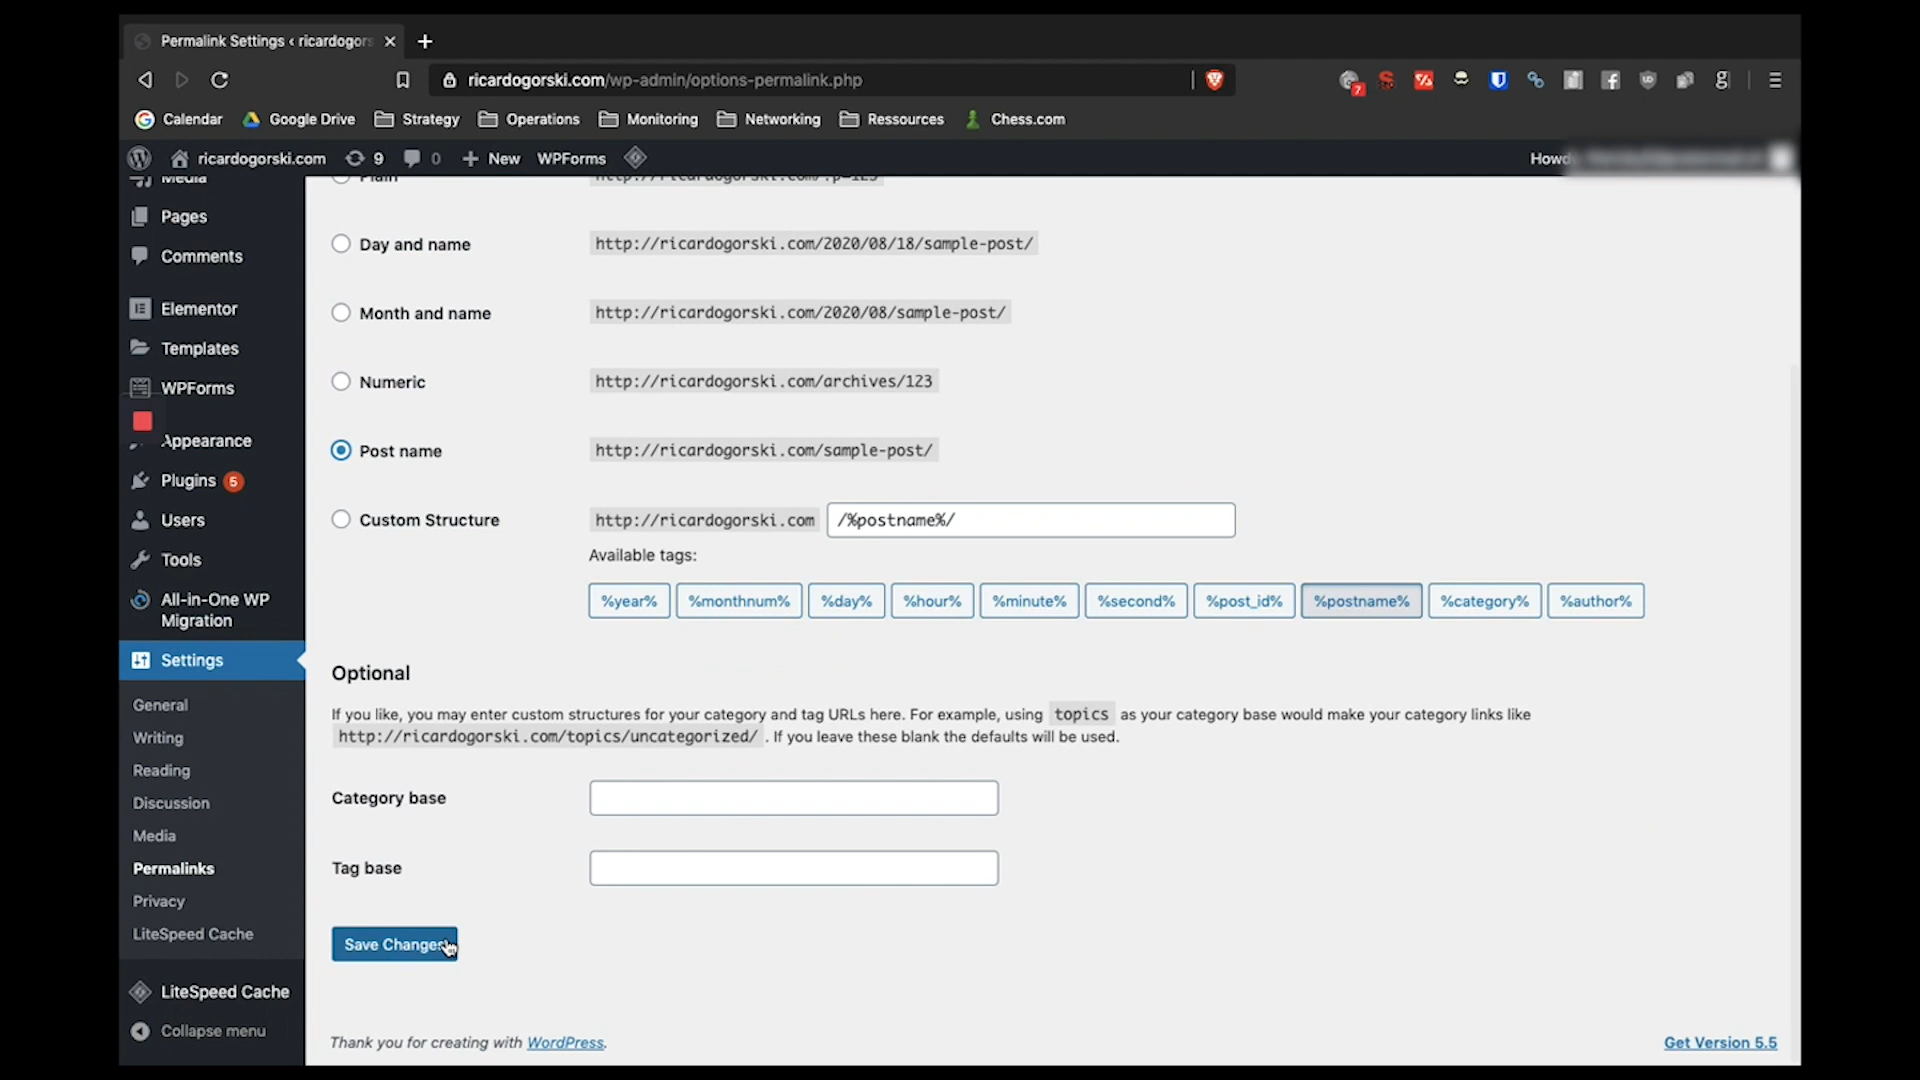 Permalink Settings ‹ ricardogors
ricardogorski.com/wp-admin/options-permalink.php
7
Calendar Google Drive Strategy Operations Monitoring Networking Ressources Chess.com
ricardogorski.com 9 0 New WPForms
Media
Plain
Pages
Comments
Elementor
Templates
WPForms
Appearance
Plugins 5
Users
Tools
All-in-One WP
Migration
Settings
General
Writing
Reading
Discussion
Media
Permalinks
Privacy
LiteSpeed Cache
LiteSpeed Cache
Collapse menu
Day and name http://ricardogorski.com/2020/08/18/sample-post/
Month and name http://ricardogorski.com/2020/08/sample-post/
Numeric http://ricardogorski.com/archives/123
Post name http://ricardogorski.com/sample-post/
Custom Structure http://ricardogorski.com /%postname%/
Available tags:
%year% %monthnum% %day% %hour% %minute% %second% %post_id% %postname% %category% %author%
Optional
If you like, you may enter custom structures for your category and tag URLs here. For example, using topics as your category base would make your category links like
http://ricardogorski.com/topics/uncategorized/ . If you leave these blank the defaults will be used.
Category base
Tag base
Save Changes
Thank you for creating with WordPress.
Get Version 5.5